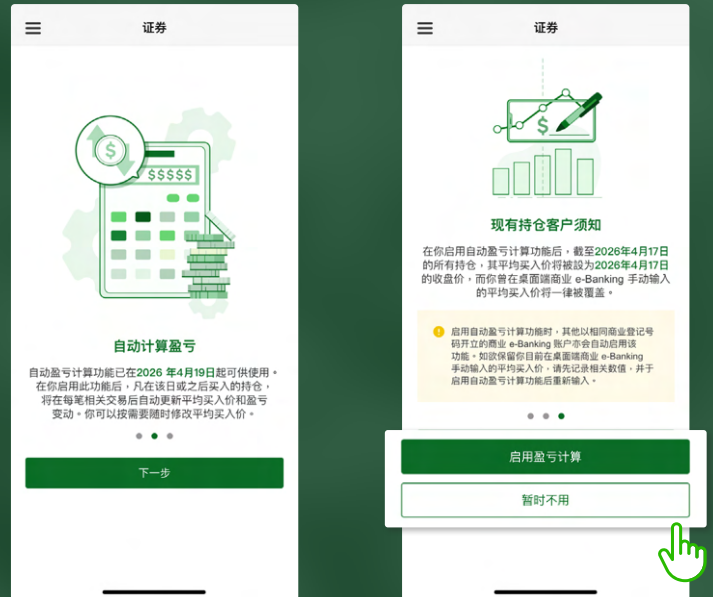 证券
$
$$$$$
自动计算盈亏
自动盈亏计算功能已在2026 年4月19日起可供使用。
在你启用此功能后，凡在该日或之后买入的持仓，
将在每笔相关交易后自动更新平均买入价和盈亏
变动。你可以按需要随时修改平均买入价。
下一步
证券
$
现有持仓客户须知
在你启用自动盈亏计算功能后，截至2026年4月17日
的所有持仓，其平均买入价将被設为2026年4月17日
的收盘价，而你曾在桌面端商业 e-Banking 手动输入
的平均买入价将一律被覆盖。
启用自动盈亏计算功能时，其他以相同商业登记号
码开立的商业 e-Banking 账户亦会自动启用该
功能。如欲保留你目前在桌面端商业 e-Banking
手动输入的平均买入价，请先记录相关数值，并于
启用自动盈亏计算功能后重新输入。
启用盈亏计算
暂时不用